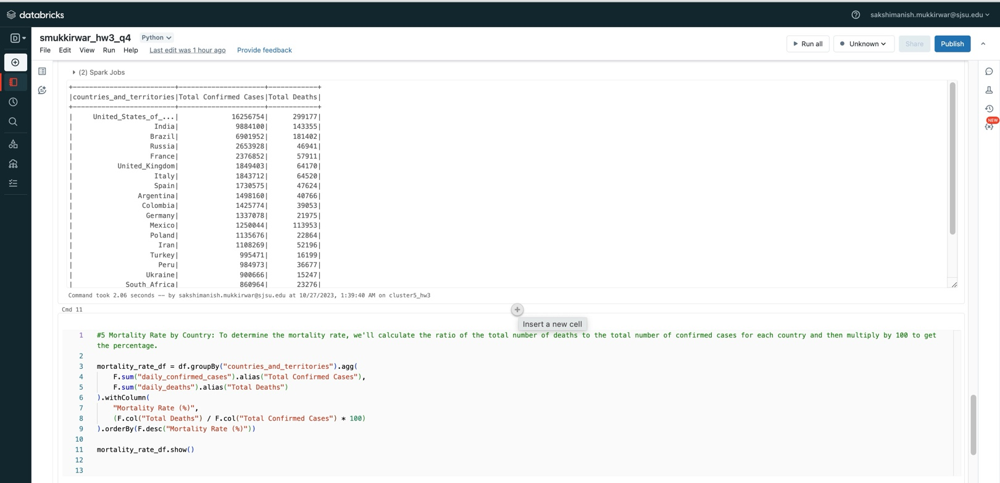 databricks
sakshimanish.mukkirwar@sjsu.edu
D
smukkirwar_hw3_q4 Python
File Edit View Run Help Last edit was 1 hour ago Provide feedback
Run all Unknown Share Publish
(2) Spark Jobs
+-------------------------+---------------------+------------+
|countries_and_territories|Total Confirmed Cases|Total Deaths|
+-------------------------+---------------------+------------+
| United_States_of_...| 16256754| 299177|
| India| 9884100| 143355|
| Brazil| 6901952| 181402|
| Russia| 2653928| 46941|
| France| 2376852| 57911|
| United_Kingdom| 1849403| 64170|
| Italy| 1843712| 64520|
| Spain| 1730575| 47624|
| Argentina| 1498160| 40766|
| Colombia| 1425774| 39053|
| Germany| 1337078| 21975|
| Mexico| 1250044| 113953|
| Poland| 1135676| 22864|
| Iran| 1108269| 52196|
| Turkey| 995471| 16199|
| Peru| 984973| 36677|
| Ukraine| 900666| 15247|
| South_Africa| 860964| 23276|
NEW
Command took 2.06 seconds -- by sakshimanish.mukkirwar@sjsu.edu at 10/27/2023, 1:39:40 AM on cluster5_hw3
Cmd 11
Insert a new cell
1 #5 Mortality Rate by Country: To determine the mortality rate, we'll calculate the ratio of the total number of deaths to the total number of confirmed cases for each country and then multiply by 100 to get
the percentage.
2
3 mortality_rate_df = df.groupBy("countries_and_territories").agg(
4 F.sum("daily_confirmed_cases").alias("Total Confirmed Cases"),
5 F.sum("daily_deaths").alias("Total Deaths")
6 ).withColumn(
7 "Mortality Rate (%)",
8 (F.col("Total Deaths") / F.col("Total Confirmed Cases") * 100)
9 ).orderBy(F.desc("Mortality Rate (%)"))
10
11 mortality_rate_df.show()
12
13